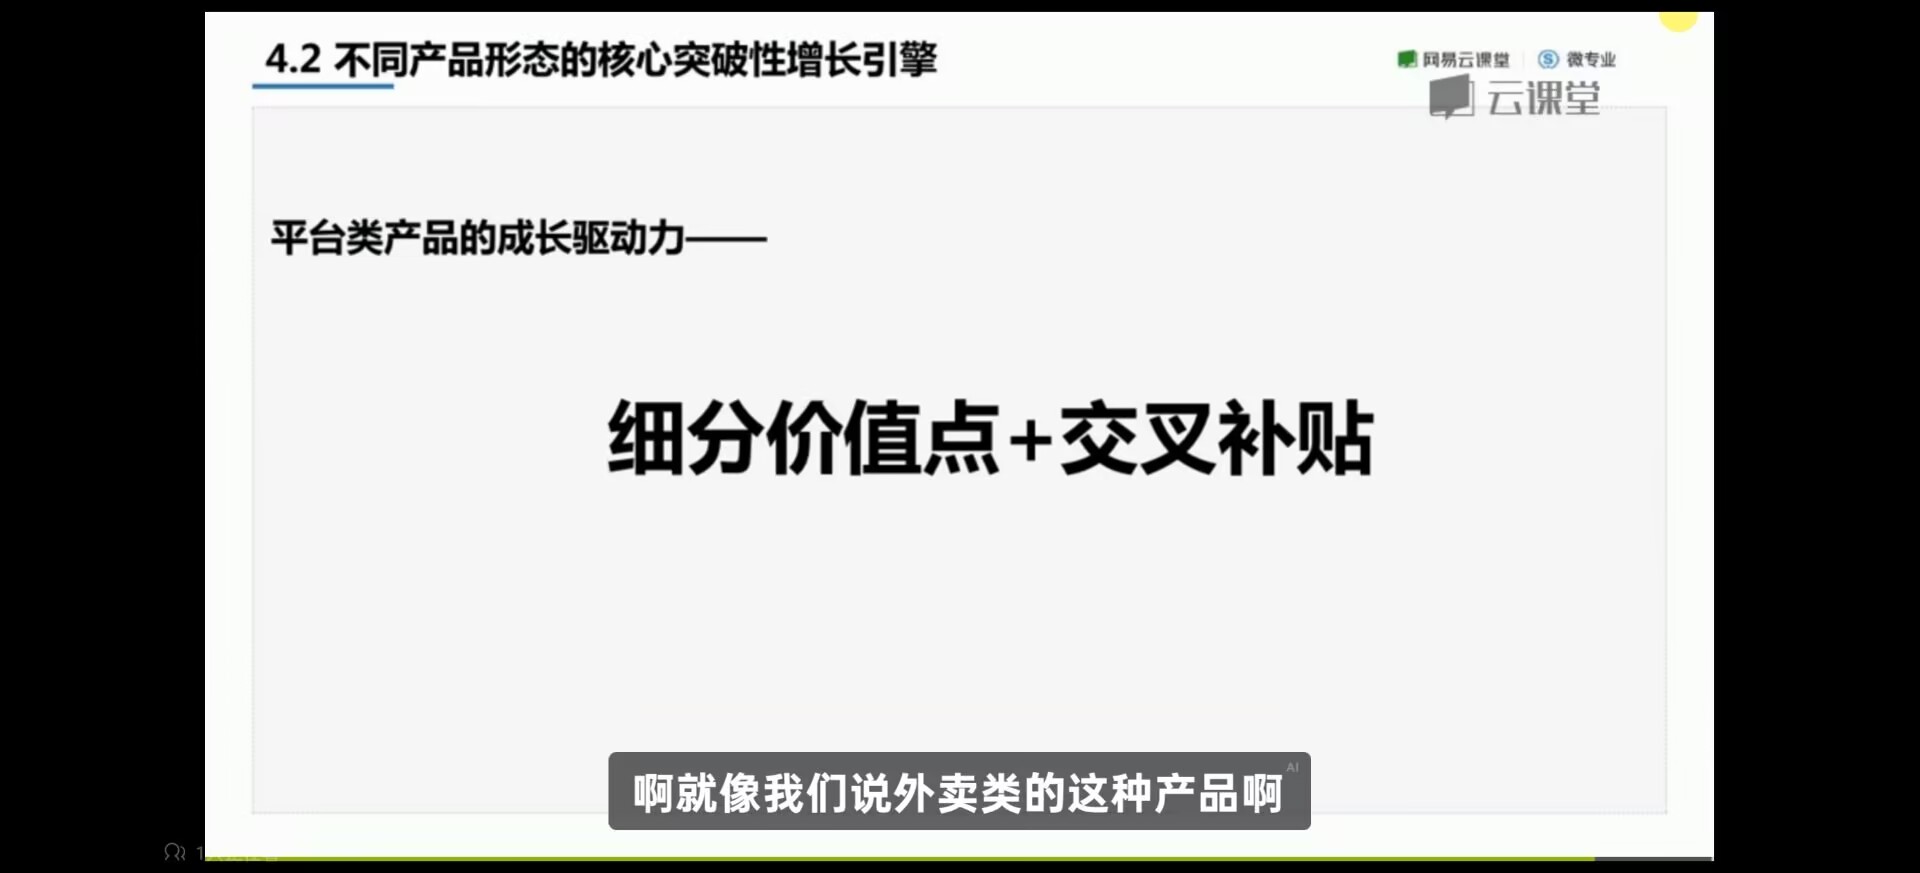 4.2 不同产品形态的核心突破性增长引擎
网易云课堂 微专业
云课堂
平台类产品的成长驱动力——
细分价值点+交叉补贴
AI
啊就像我们说外卖类的这种产品啊